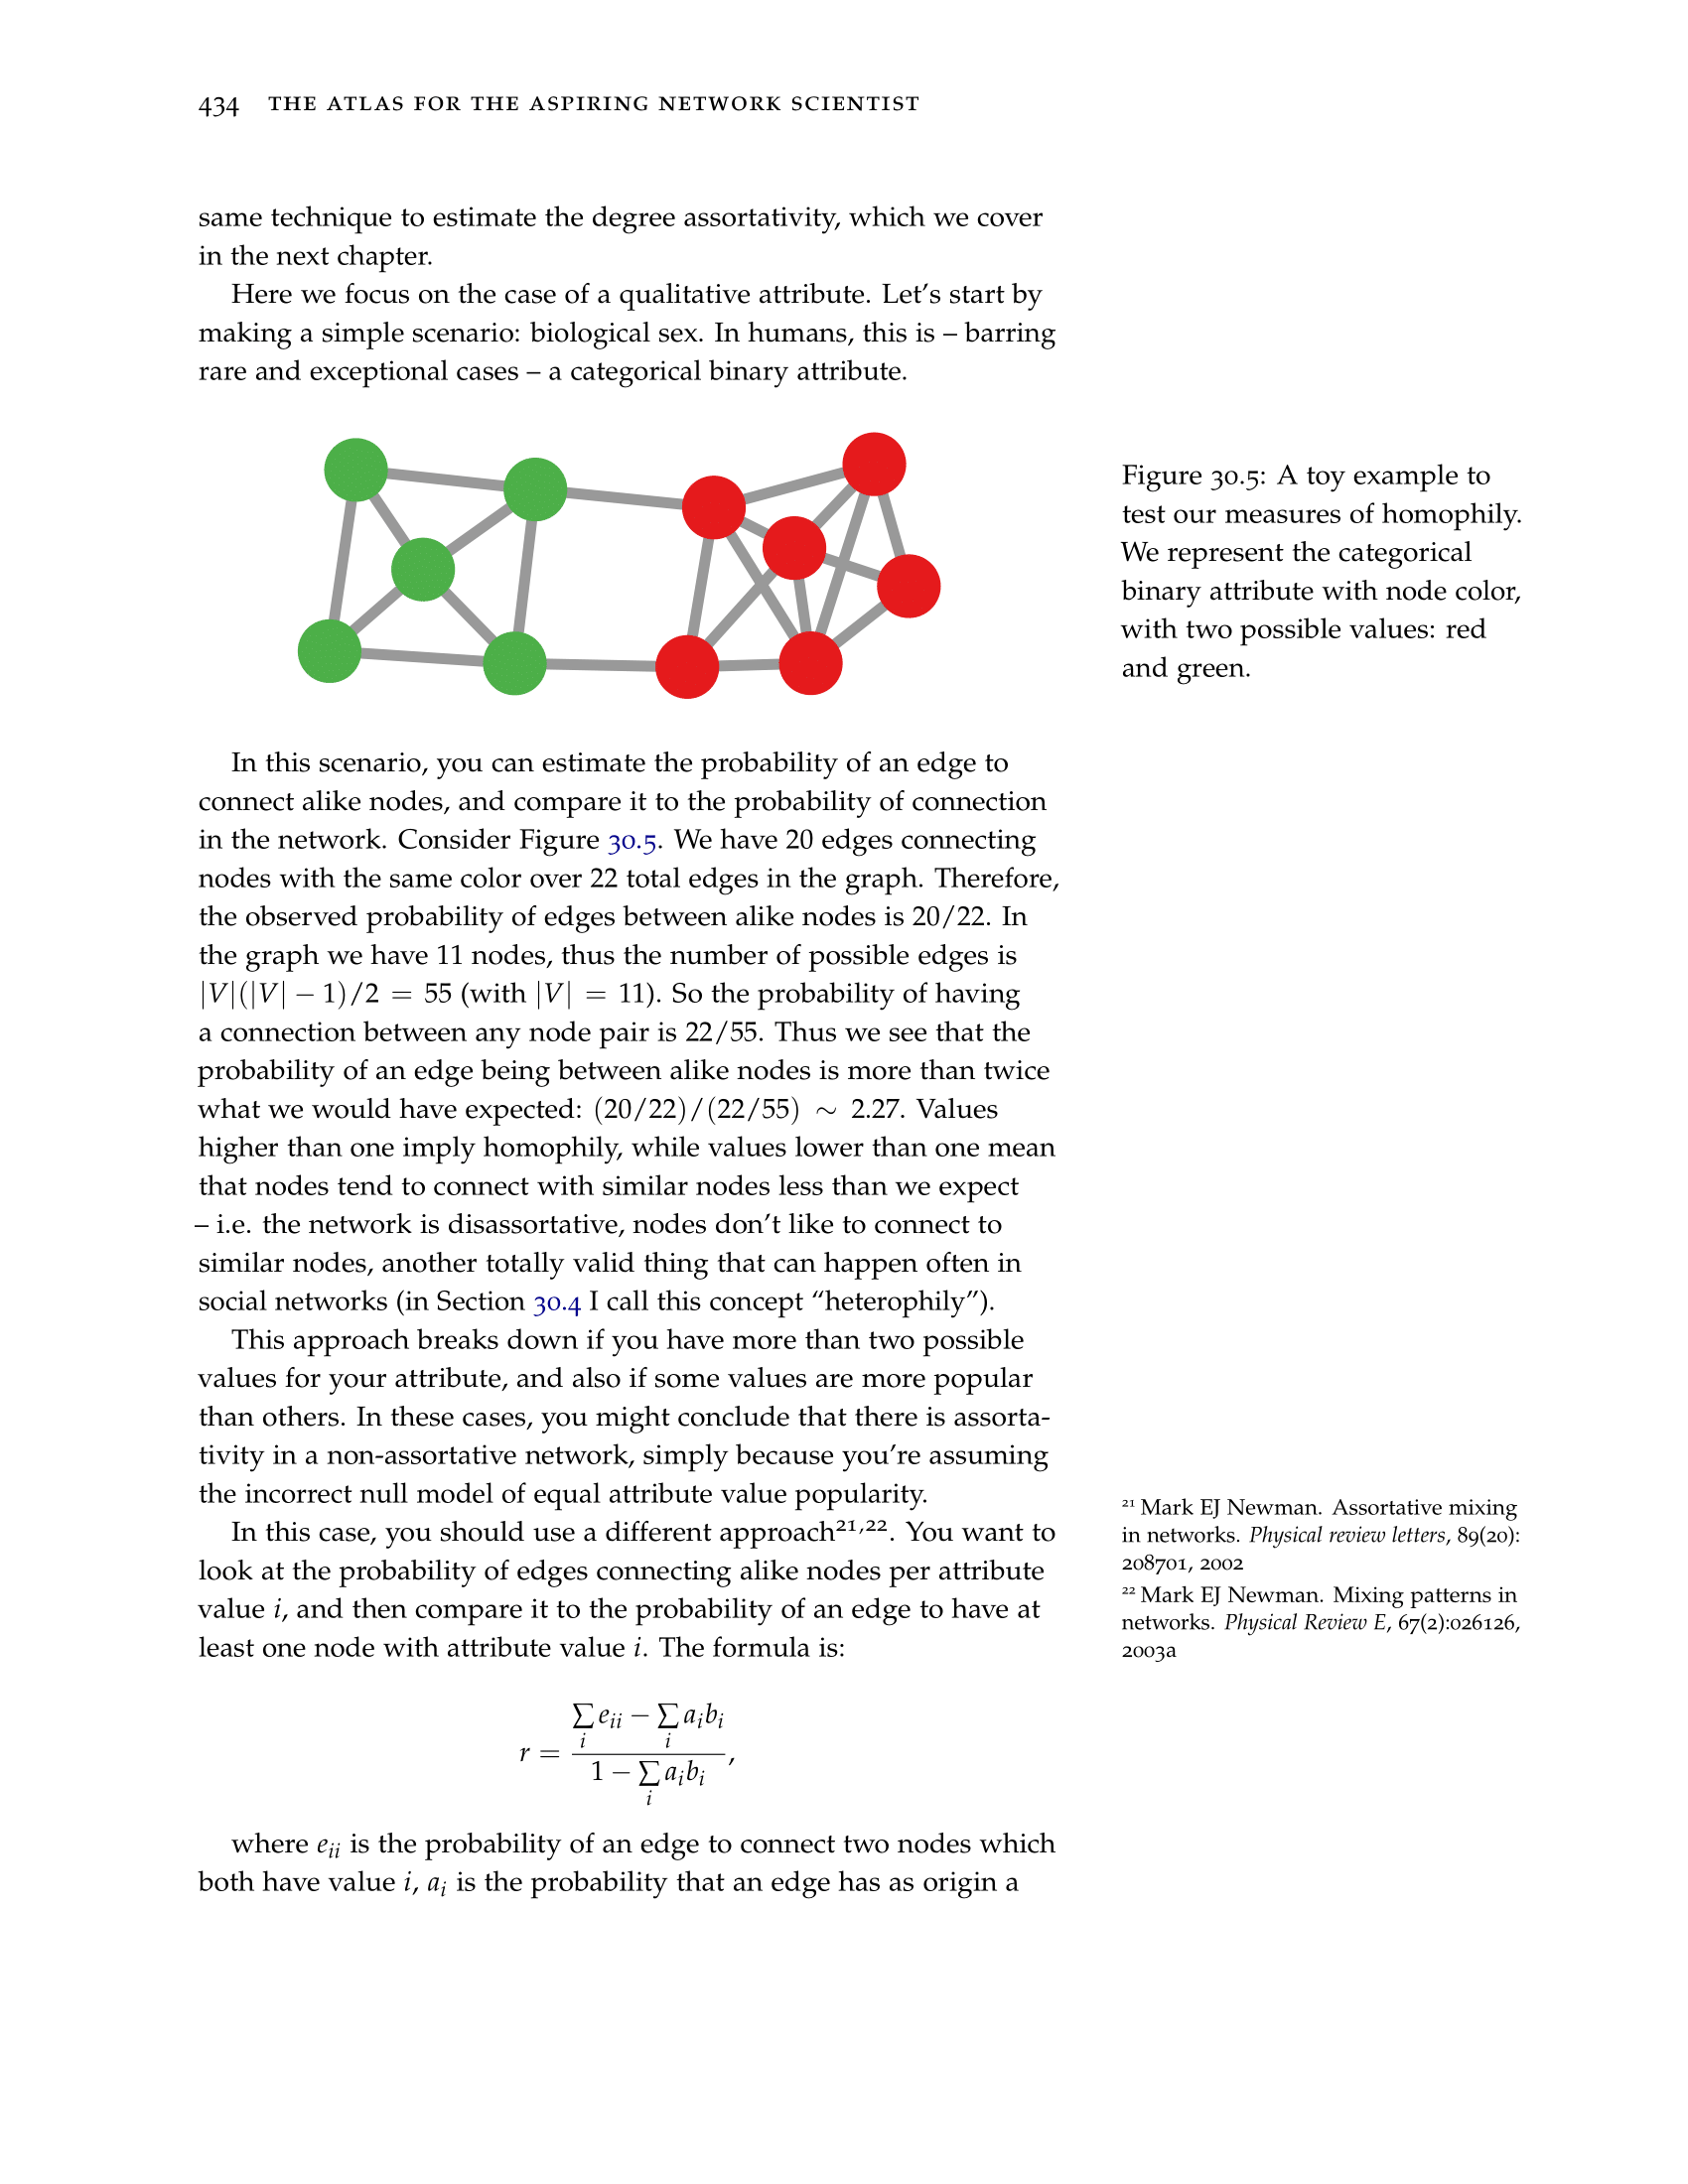 434 THE ATLAS FOR THE ASPIRING NETWORK SCIENTIST
same technique to estimate the degree assortativity, which we cover
in the next chapter.
Here we focus on the case of a qualitative attribute. Let's start by
making a simple scenario: biological sex. In humans, this is – barring
rare and exceptional cases – a categorical binary attribute.
Figure 30.5: A toy example to
test our measures of homophily.
We represent the categorical
binary attribute with node color,
with two possible values: red
and green.
In this scenario, you can estimate the probability of an edge to
connect alike nodes, and compare it to the probability of connection
in the network. Consider Figure 30.5. We have 20 edges connecting
nodes with the same color over 22 total edges in the graph. Therefore,
the observed probability of edges between alike nodes is 20/22. In
the graph we have 11 nodes, thus the number of possible edges is
|V|(|V| − 1)/2 = 55 (with |V| = 11). So the probability of having
a connection between any node pair is 22/55. Thus we see that the
probability of an edge being between alike nodes is more than twice
what we would have expected: (20/22)/(22/55) ∼ 2.27. Values
higher than one imply homophily, while values lower than one mean
that nodes tend to connect with similar nodes less than we expect
– i.e. the network is disassortative, nodes don't like to connect to
similar nodes, another totally valid thing that can happen often in
social networks (in Section 30.4 I call this concept “heterophily”).
This approach breaks down if you have more than two possible
values for your attribute, and also if some values are more popular
than others. In these cases, you might conclude that there is assorta-
tivity in a non-assortative network, simply because you're assuming
the incorrect null model of equal attribute value popularity.
In this case, you should use a different approach²¹,²². You want to
look at the probability of edges connecting alike nodes per attribute
value i, and then compare it to the probability of an edge to have at
least one node with attribute value i. The formula is:
²¹ Mark EJ Newman. Assortative mixing
in networks. Physical review letters, 89(20):
208701, 2002
²² Mark EJ Newman. Mixing patterns in
networks. Physical Review E, 67(2):026126,
2003a
r = (∑_i e_ii − ∑_i a_i b_i) / (1 − ∑_i a_i b_i),
where e_ii is the probability of an edge to connect two nodes which
both have value i, a_i is the probability that an edge has as origin a